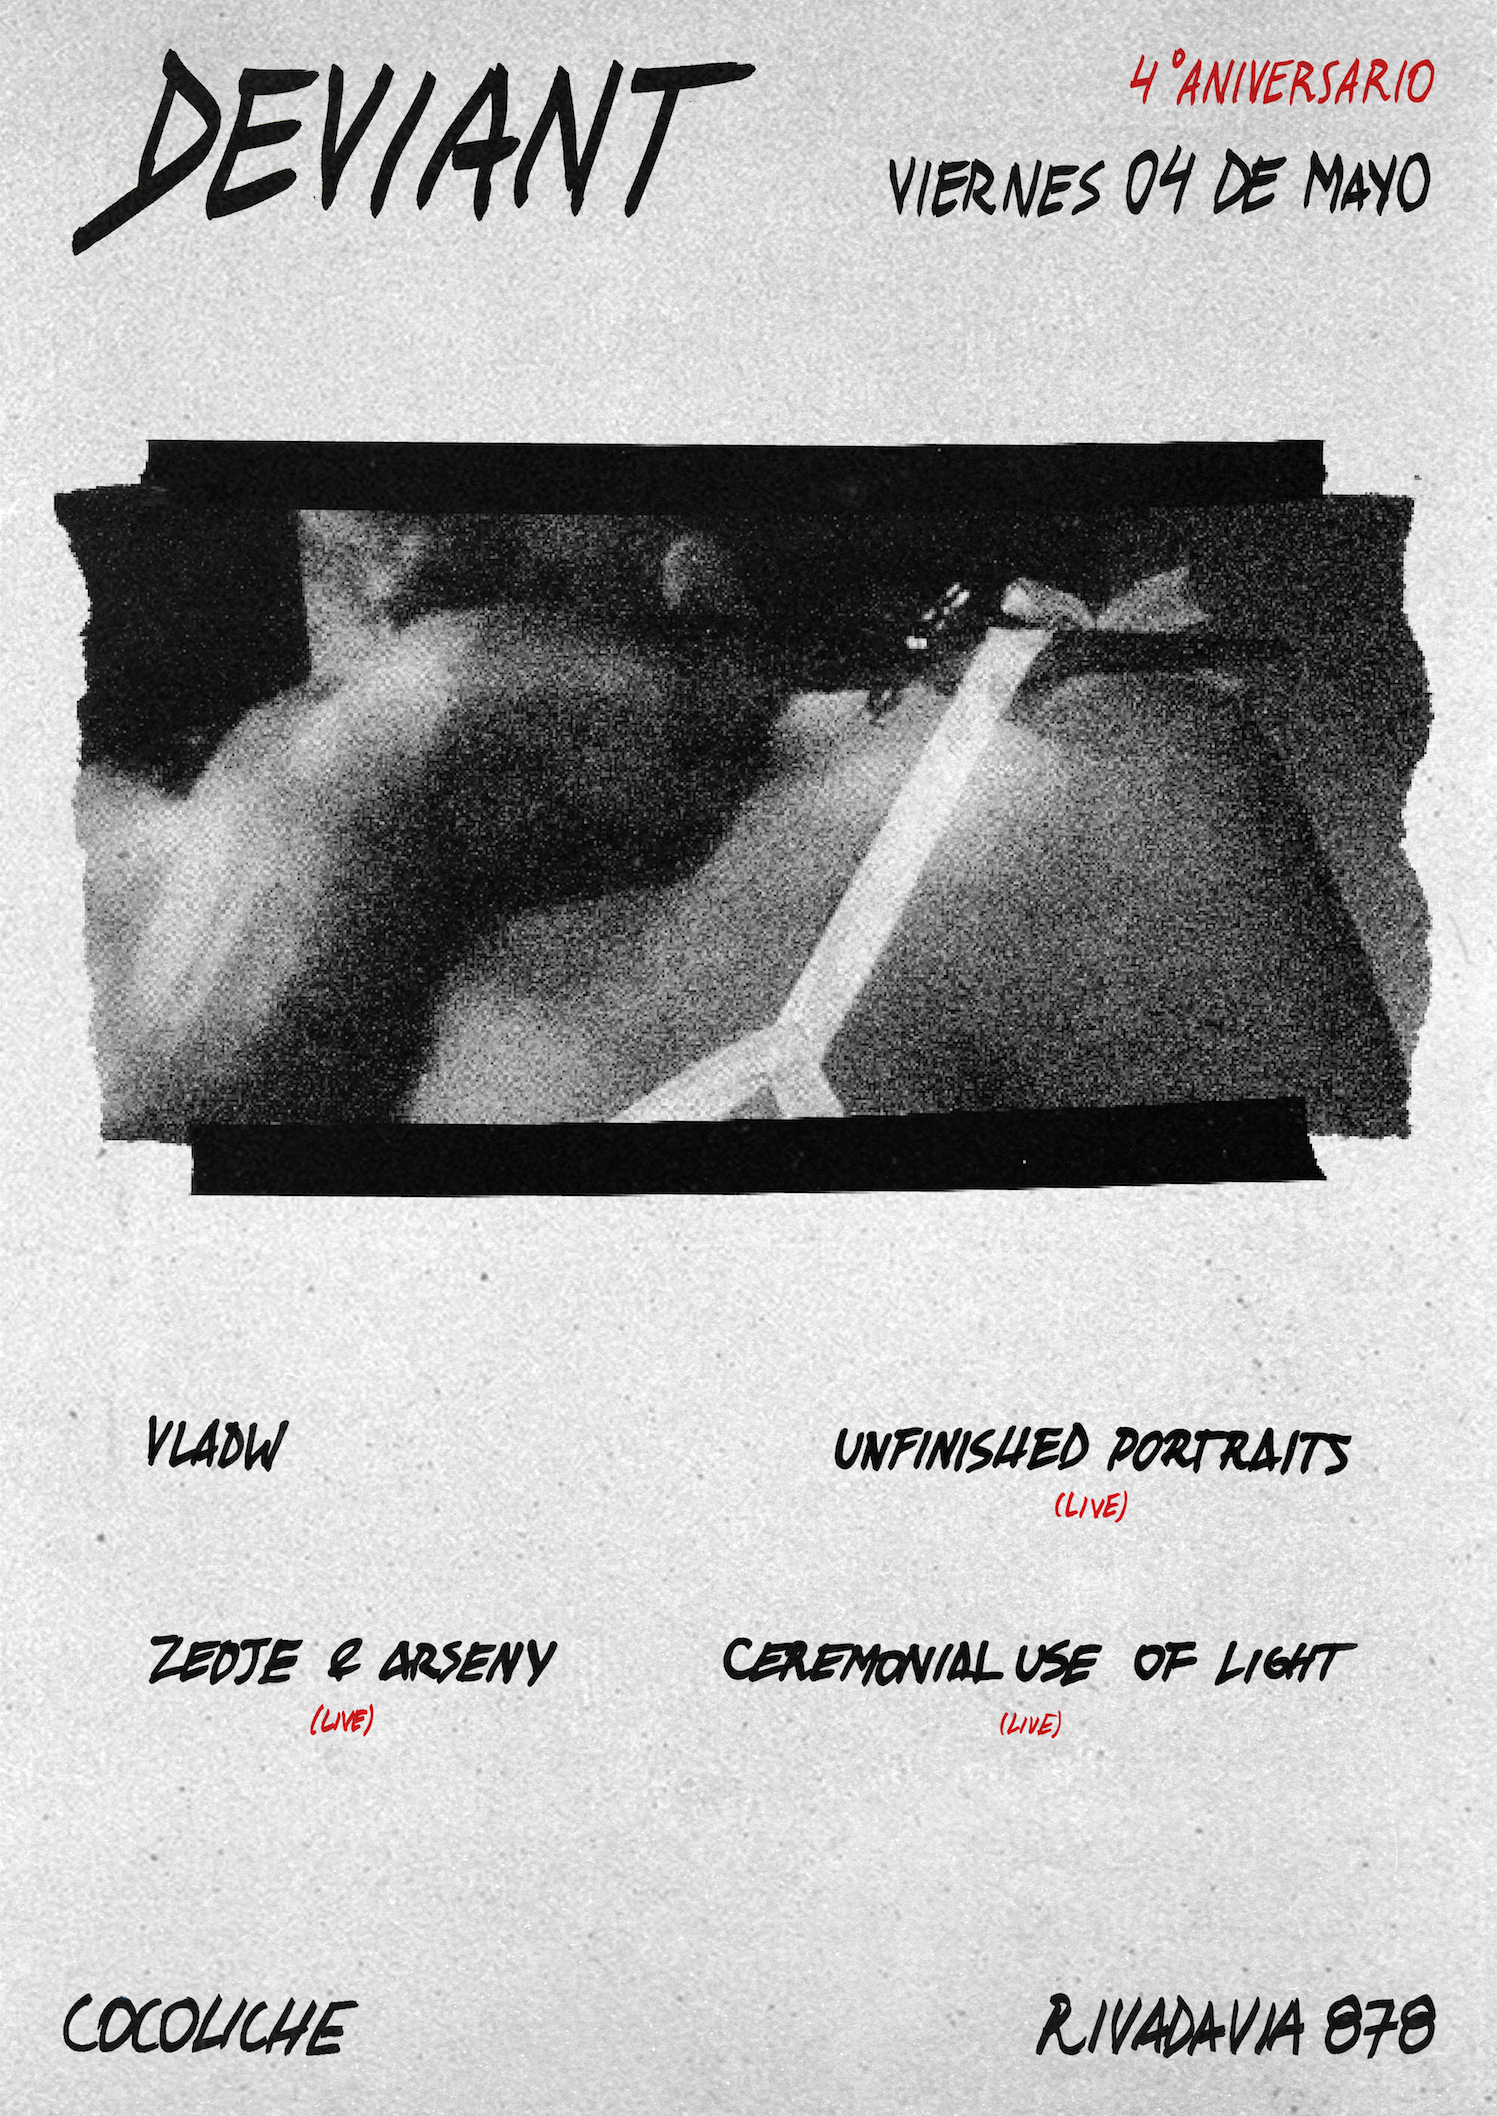 DEVIANT
4° ANIVERSARIO
VIERNES 04 DE MAYO
VLADW
UNFINISHED PORTRAITS
(LIVE)
ZEDJE & ARSENY
(LIVE)
CEREMONIAL USE OF LIGHT
(LIVE)
COCOLICHE
RIVADAVIA 878